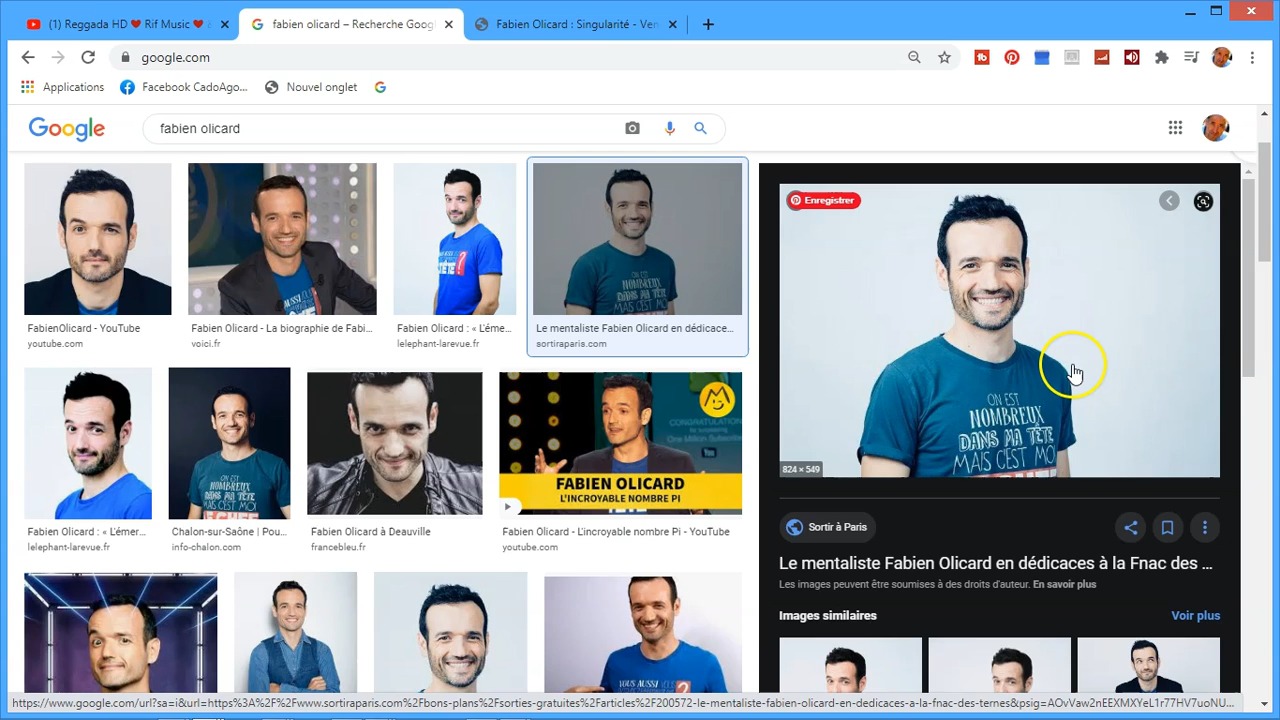 (1) Reggada HD ❤ Rif Music ❤
fabien olicard – Recherche Goog
Fabien Olicard : Singularité - Ven
google.com
Applications
Facebook CadoAgo...
Nouvel onglet
Google
fabien olicard
FabienOlicard - YouTube
youtube.com
Fabien Olicard - La biographie de Fabi...
voici.fr
Fabien Olicard : « L'éme...
lelephant-larevue.fr
Le mentaliste Fabien Olicard en dédicace...
sortiraparis.com
Enregistrer
ON EST
NOMBREUX
DANS MA TÊTE
MAIS C'EST MOI
824 × 549
Fabien Olicard : « L'émer...
lelephant-larevue.fr
Chalon-sur-Saône | Pou...
info-chalon.com
Fabien Olicard à Deauville
francebleu.fr
CONGRATULATION
One Million Subscriber
FABIEN OLICARD
L'INCROYABLE NOMBRE PI
Fabien Olicard - L'incroyable nombre Pi - YouTube
youtube.com
Sortir à Paris
Le mentaliste Fabien Olicard en dédicaces à la Fnac des ...
Les images peuvent être soumises à des droits d'auteur. En savoir plus
Images similaires
Voir plus
https://www.google.com/url?sa=i&url=https%3A%2F%2Fwww.sortiraparis.com%2Fbons-plans%2Fsorties-gratuites%2Farticles%2F200572-le-mentaliste-fabien-olicard-en-dedicaces-a-la-fnac-des-ternes&psig=AOvVaw2nEEXMXYeL1r77HV7uoNU...